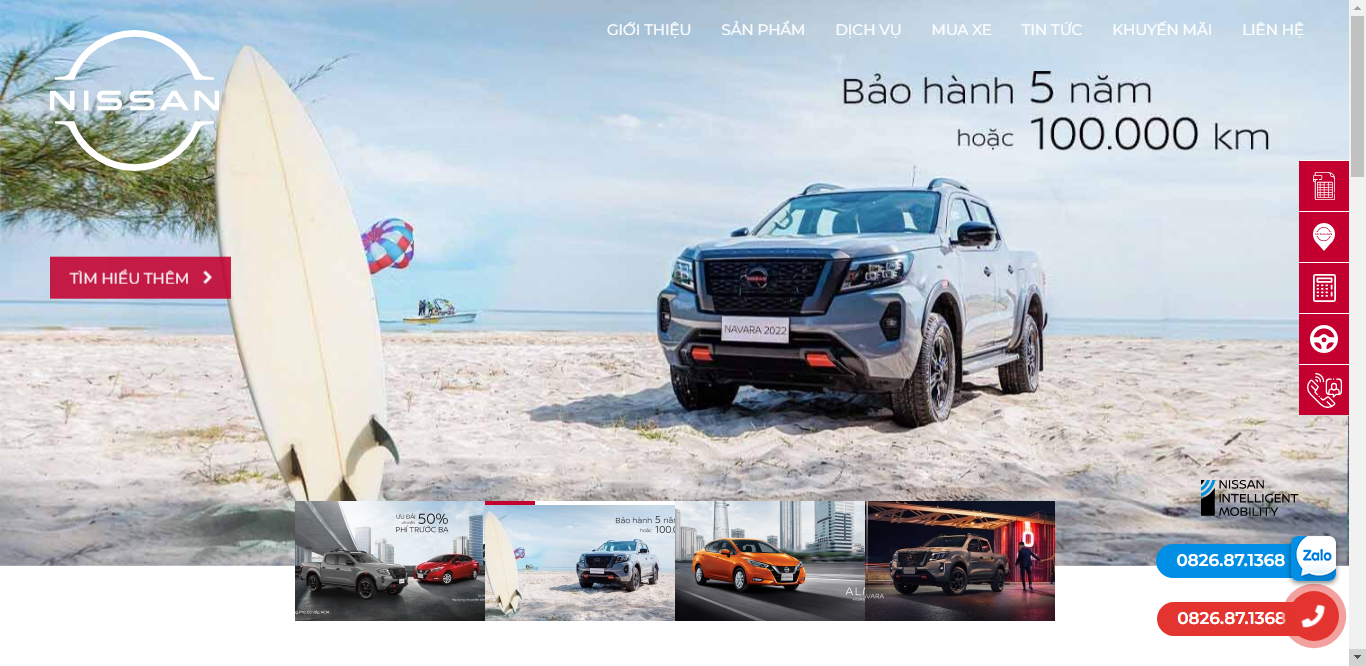 GIỚI THIỆU SẢN PHẨM DỊCH VỤ MUA XE TIN TỨC KHUYẾN MÃI LIÊN HỆ
NISSAN
Bảo hành 5 năm
hoặc 100.000 km
TÌM HIỂU THÊM
NISSAN
NAVARA 2022
NISSAN
INTELLIGENT
MOBILITY
ƯU ĐÃI
50%
PHÍ TRƯỚC BẠ
Bảo hành 5 năm
hoặc 100.0
AL
VARA
0826.87.1368
Zalo
0826.87.1368